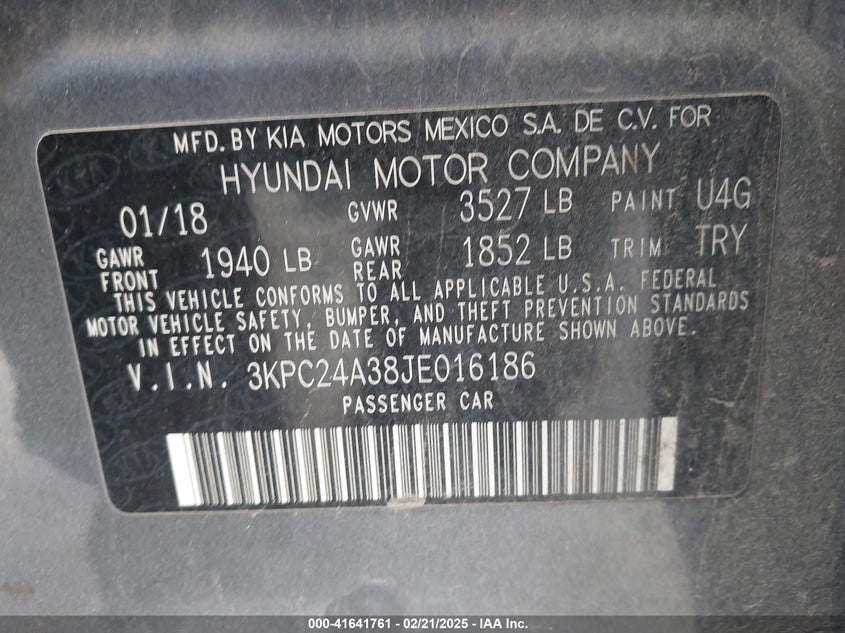 MFD. BY KIA MOTORS MEXICO S.A. DE C.V. FOR
HYUNDAI MOTOR COMPANY
01/18 GVWR 3527 LB PAINT U4G
GAWR FRONT 1940 LB GAWR REAR 1852 LB TRIM TRY
THIS VEHICLE CONFORMS TO ALL APPLICABLE U.S.A. FEDERAL
MOTOR VEHICLE SAFETY, BUMPER, AND THEFT PREVENTION STANDARDS
IN EFFECT ON THE DATE OF MANUFACTURE SHOWN ABOVE.
V.I.N. 3KPC24A38JE016186
PASSENGER CAR
000-41641761 - 02/21/2025 - IAA Inc.